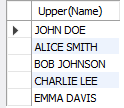 Upper(Name)
JOHN DOE
ALICE SMITH
BOB JOHNSON
CHARLIE LEE
EMMA DAVIS